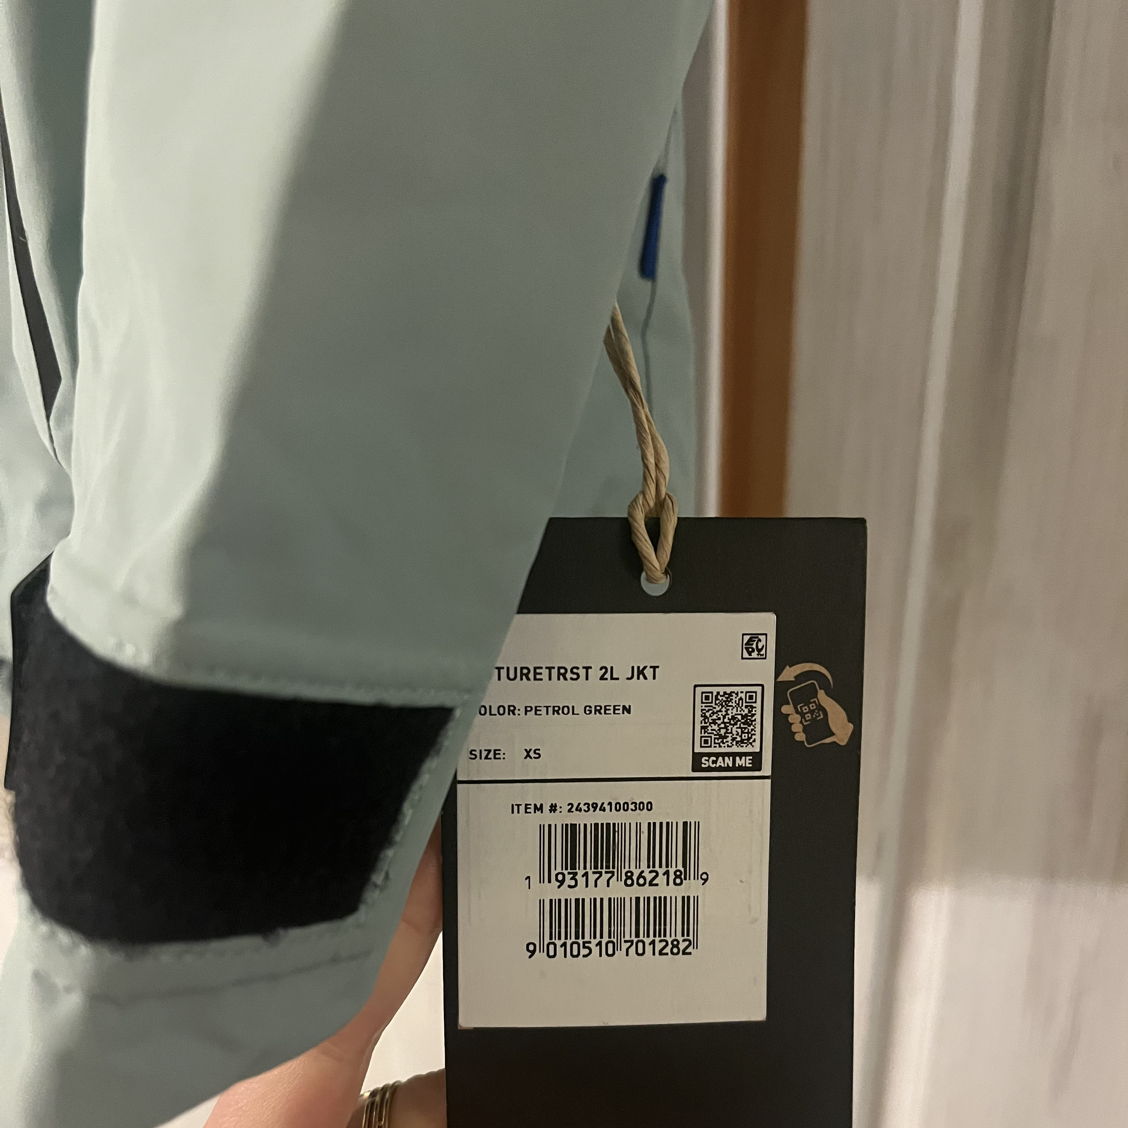 TURETRST 2L JKT
OLOR: PETROL GREEN
SIZE: XS
SCAN ME
ITEM #: 24394100300
1 93177 86218 9
9 010510 701282